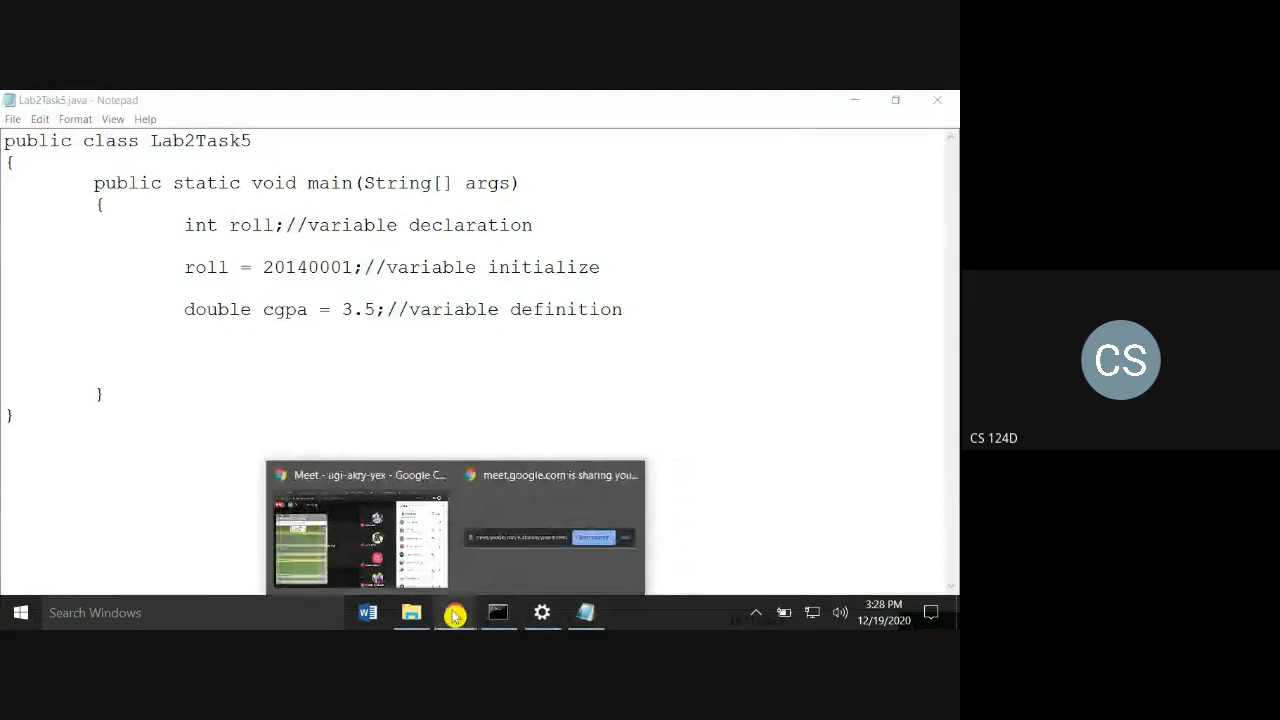 Lab2Task5.java - Notepad
File Edit Format View Help
public class Lab2Task5
{
public static void main(String[] args)
{
int roll;//variable declaration
roll = 20140001;//variable initialize
double cgpa = 3.5;//variable definition
}
}
CS
CS 124D
Meet - ugi-akry-yex - Google C...
meet.google.com is sharing you...
Search Windows
3:28 PM
12/19/2020